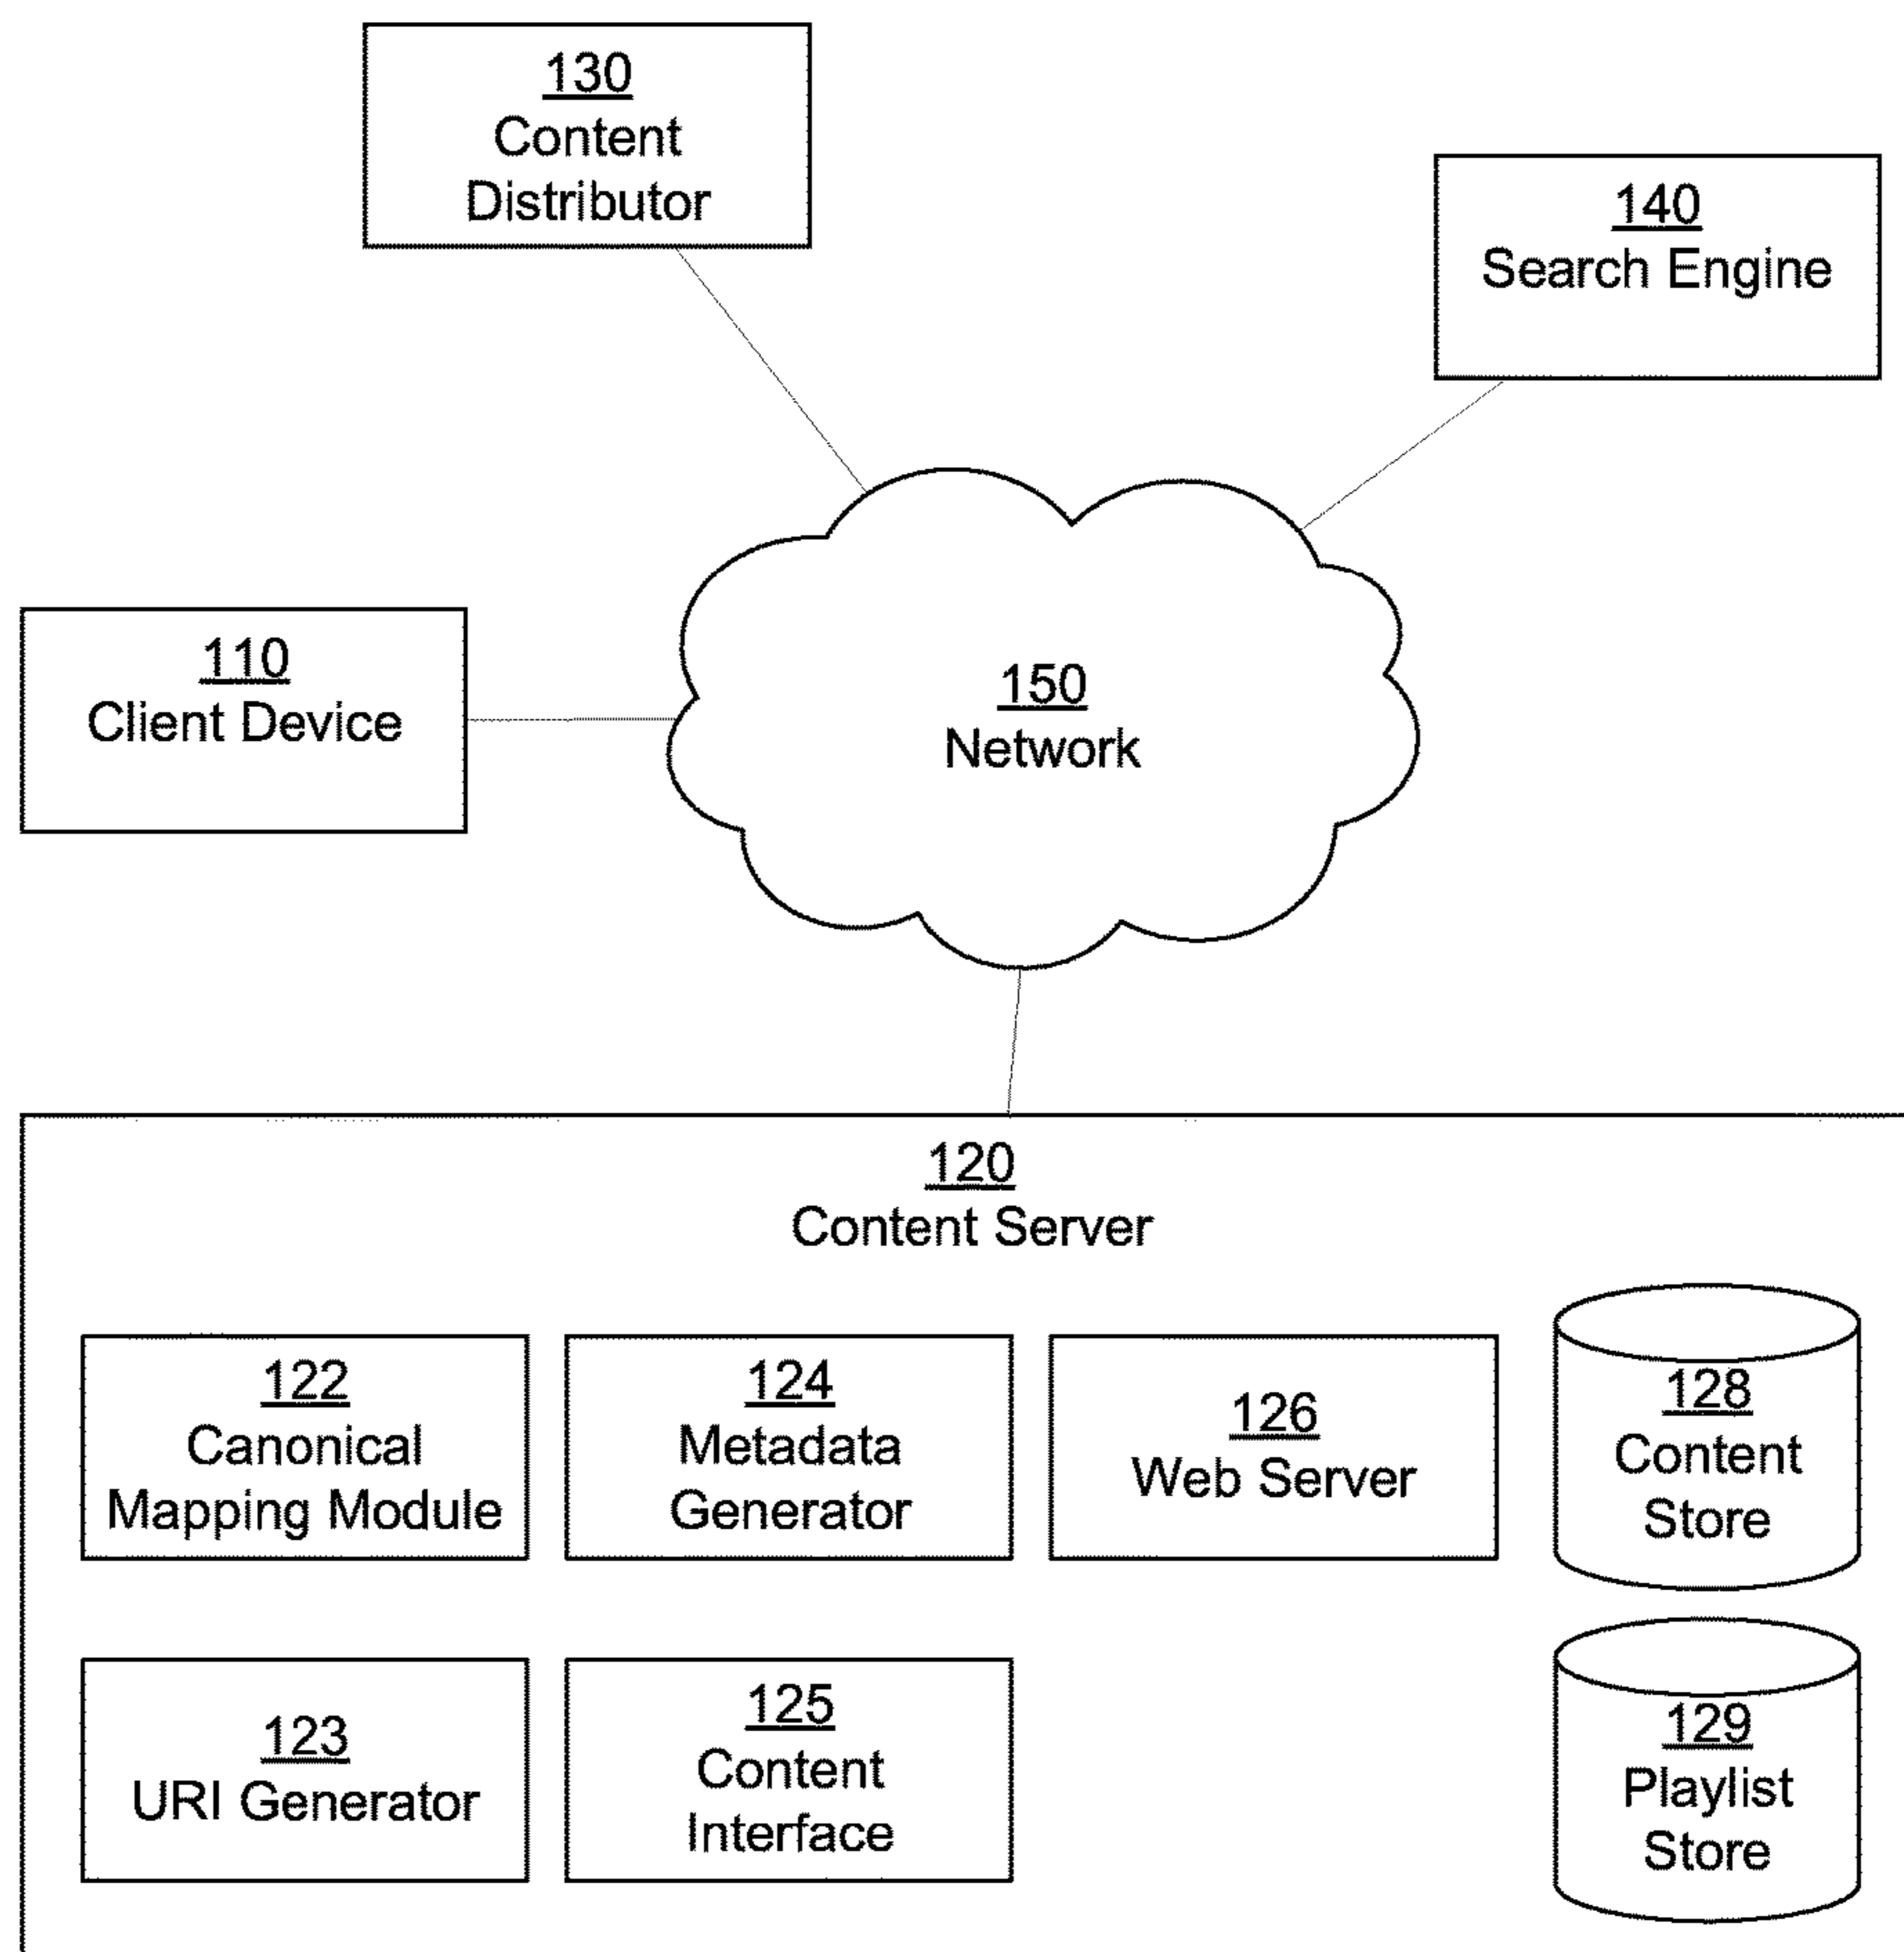 130
Content
Distributor
140
Search Engine
110
Client Device
150
Network
120
Content Server
122
Canonical
Mapping Module
124
Metadata
Generator
126
Web Server
128
Content
Store
123
URI Generator
125
Content
Interface
129
Playlist
Store